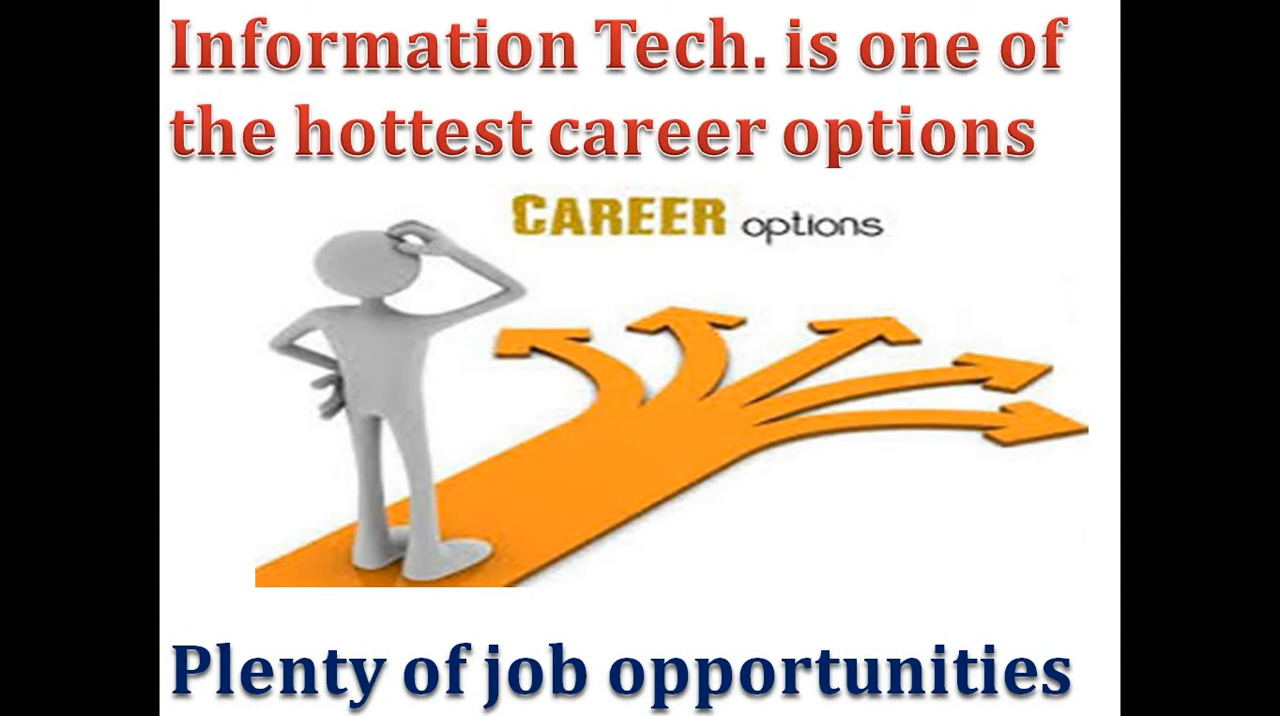 Information Tech. is one of
the hottest career options
CAREER options
Plenty of job opportunities